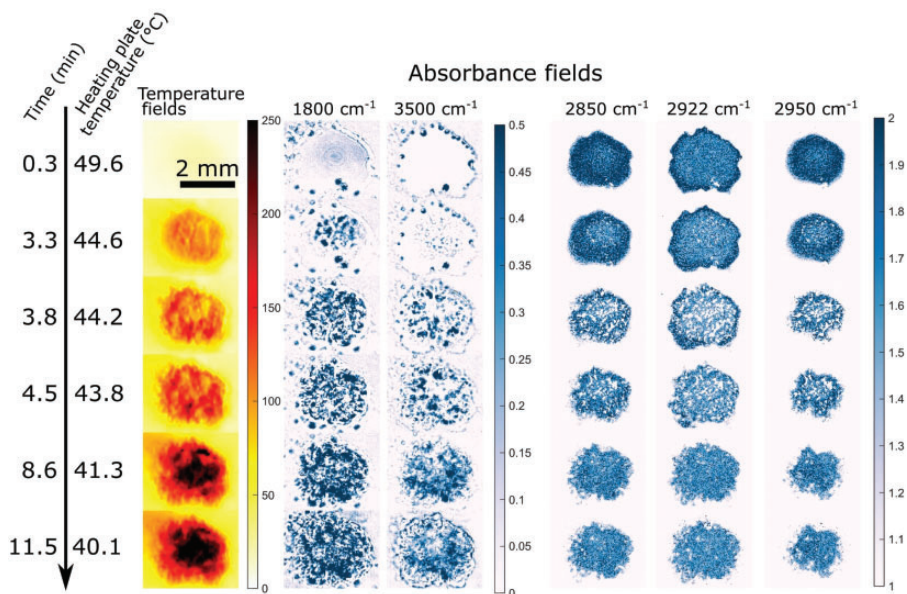 Time (min)
Heating plate
temperature (°C)
Absorbance fields
Temperature
fields
1800 cm⁻¹
3500 cm⁻¹
2850 cm⁻¹
2922 cm⁻¹
2950 cm⁻¹
2 mm
0.3 49.6
3.3 44.6
3.8 44.2
4.5 43.8
8.6 41.3
11.5 40.1
250
200
150
100
50
0
0.5
0.45
0.4
0.35
0.3
0.25
0.2
0.15
0.1
0.05
0
2
1.9
1.8
1.7
1.6
1.5
1.4
1.3
1.2
1.1
1